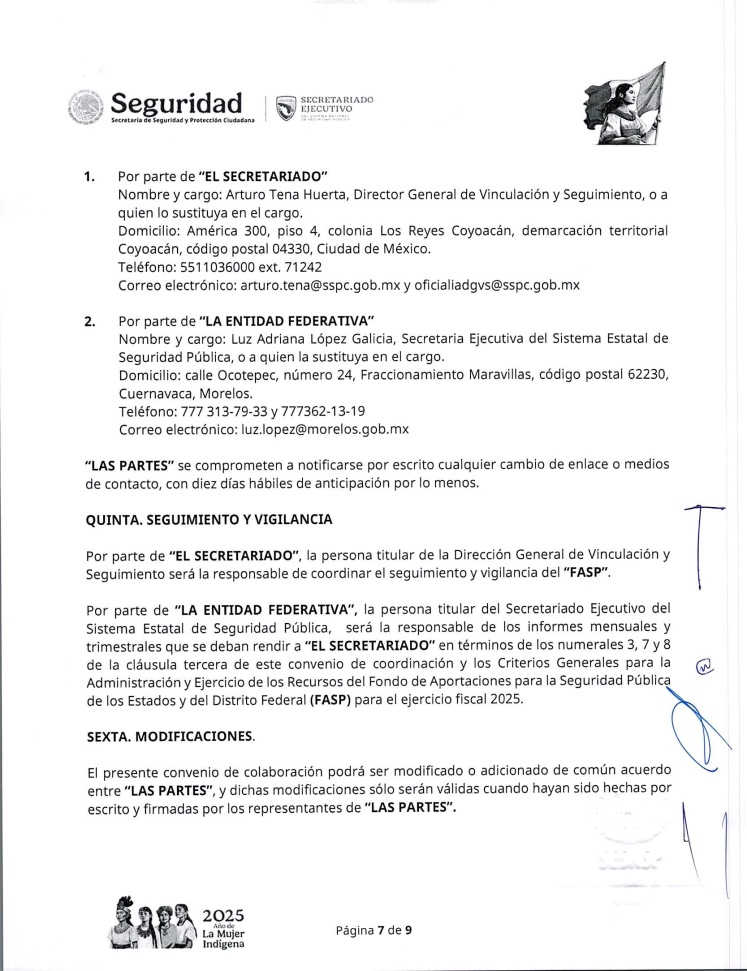 Seguridad
Secretaría de Seguridad y Protección Ciudadana
SECRETARIADO
EJECUTIVO
DEL SISTEMA NACIONAL
DE SEGURIDAD PÚBLICA
1. Por parte de “EL SECRETARIADO”
Nombre y cargo: Arturo Tena Huerta, Director General de Vinculación y Seguimiento, o a
quien lo sustituya en el cargo.
Domicilio: América 300, piso 4, colonia Los Reyes Coyoacán, demarcación territorial
Coyoacán, código postal 04330, Ciudad de México.
Teléfono: 5511036000 ext. 71242
Correo electrónico: arturo.tena@sspc.gob.mx y oficialiadgvs@sspc.gob.mx
2. Por parte de “LA ENTIDAD FEDERATIVA”
Nombre y cargo: Luz Adriana López Galicia, Secretaria Ejecutiva del Sistema Estatal de
Seguridad Pública, o a quien la sustituya en el cargo.
Domicilio: calle Ocotepec, número 24, Fraccionamiento Maravillas, código postal 62230,
Cuernavaca, Morelos.
Teléfono: 777 313-79-33 y 777362-13-19
Correo electrónico: luz.lopez@morelos.gob.mx
“LAS PARTES” se comprometen a notificarse por escrito cualquier cambio de enlace o medios
de contacto, con diez días hábiles de anticipación por lo menos.
QUINTA. SEGUIMIENTO Y VIGILANCIA
Por parte de “EL SECRETARIADO”, la persona titular de la Dirección General de Vinculación y
Seguimiento será la responsable de coordinar el seguimiento y vigilancia del “FASP”.
Por parte de “LA ENTIDAD FEDERATIVA”, la persona titular del Secretariado Ejecutivo del
Sistema Estatal de Seguridad Pública, será la responsable de los informes mensuales y
trimestrales que se deban rendir a “EL SECRETARIADO” en términos de los numerales 3, 7 y 8
de la cláusula tercera de este convenio de coordinación y los Criterios Generales para la
Administración y Ejercicio de los Recursos del Fondo de Aportaciones para la Seguridad Pública
de los Estados y del Distrito Federal (FASP) para el ejercicio fiscal 2025.
SEXTA. MODIFICACIONES.
El presente convenio de colaboración podrá ser modificado o adicionado de común acuerdo
entre “LAS PARTES”, y dichas modificaciones sólo serán válidas cuando hayan sido hechas por
escrito y firmadas por los representantes de “LAS PARTES”.
2025
Año de
La Mujer
Indígena
Página 7 de 9